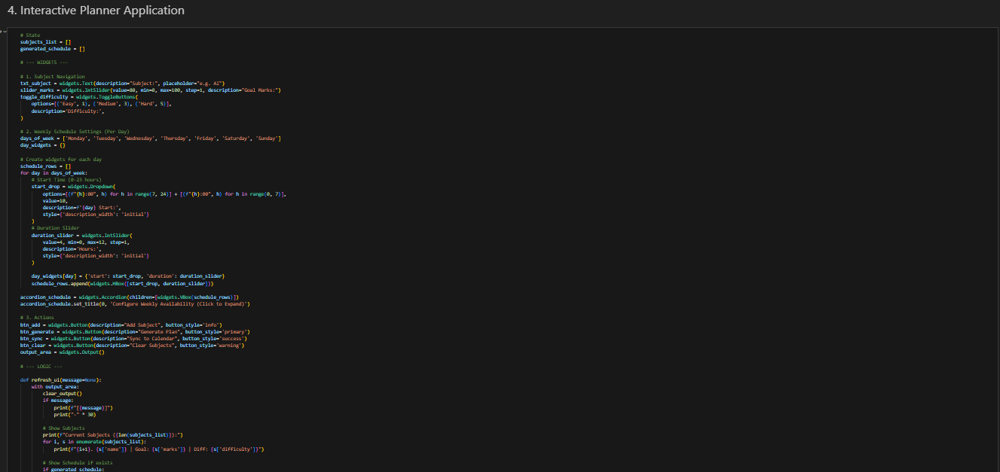 4. Interactive Planner Application
# State
subjects_list = []
generated_schedule = []
# --- WIDGETS ---
# 1. Subject Navigation
txt_subject = widgets.Text(description="Subject:", placeholder="e.g. AI")
slider_marks = widgets.IntSlider(value=80, min=0, max=100, step=1, description="Goal Marks:")
toggle_difficulty = widgets.ToggleButtons(
    options=[('Easy', 1), ('Medium', 3), ('Hard', 5)],
    description='Difficulty:',
)
# 2. Weekly Schedule Settings (Per Day)
days_of_week = ['Monday', 'Tuesday', 'Wednesday', 'Thursday', 'Friday', 'Saturday', 'Sunday']
day_widgets = {}
# Create widgets for each day
schedule_rows = []
for day in days_of_week:
    # Start Time (0-23 hours)
    start_drop = widgets.Dropdown(
        options=[(f"{h}:00", h) for h in range(7, 24)] + [(f"{h}:00", h) for h in range(0, 7)],
        value=10,
        description=f'{day} Start:',
        style={'description_width': 'initial'}
    )
    # Duration Slider
    duration_slider = widgets.IntSlider(
        value=4, min=0, max=12, step=1,
        description='Hours:',
        style={'description_width': 'initial'}
    )
    day_widgets[day] = {'start': start_drop, 'duration': duration_slider}
    schedule_rows.append(widgets.HBox([start_drop, duration_slider]))
accordion_schedule = widgets.Accordion(children=[widgets.VBox(schedule_rows)])
accordion_schedule.set_title(0, 'Configure Weekly Availability (Click to Expand)')
# 3. Actions
btn_add = widgets.Button(description="Add Subject", button_style='info')
btn_generate = widgets.Button(description="Generate Plan", button_style='primary')
btn_sync = widgets.Button(description="Sync to Calendar", button_style='success')
btn_clear = widgets.Button(description="Clear Subjects", button_style='warning')
output_area = widgets.Output()
# --- LOGIC ---
def refresh_ui(message=None):
    with output_area:
        clear_output()
        if message:
            print(f"[{message}]")
            print("-" * 30)
        # Show Subjects
        print(f"Current Subjects ({len(subjects_list)}):")
        for i, s in enumerate(subjects_list):
            print(f"{i+1}. {s['name']} | Goal: {s['marks']} | Diff: {s['difficulty']}")
        # Show Schedule if exists
        if generated_schedule: